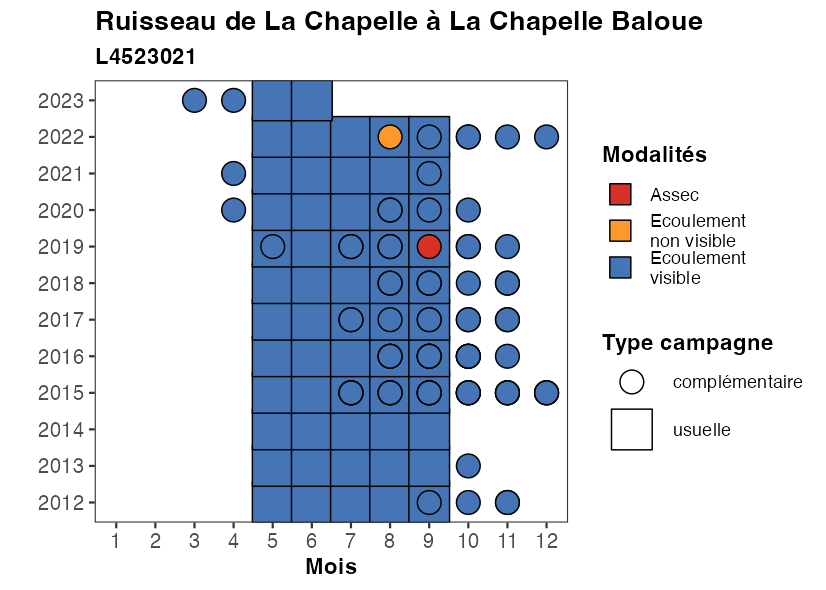 Ruisseau de La Chapelle à La Chapelle Baloue
L4523021
2023
2022
2021
2020
2019
2018
2017
2016
2015
2014
2013
2012
1 2 3 4 5 6 7 8 9 10 11 12
Mois
Modalités
Assec
Ecoulement
non visible
Ecoulement
visible
Type campagne
complémentaire
usuelle